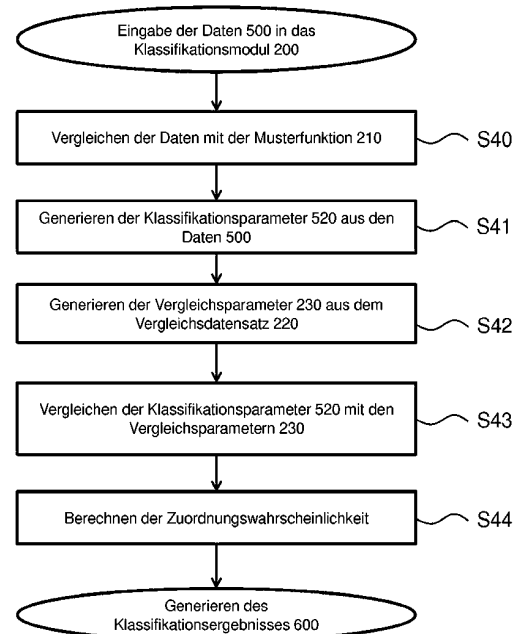 Eingabe der Daten 500 in das
Klassifikationsmodul 200
Vergleichen der Daten mit der Musterfunktion 210
S40
Generieren der Klassifikationsparameter 520 aus den
Daten 500
S41
Generieren der Vergleichsparameter 230 aus dem
Vergleichsdatensatz 220
S42
Vergleichen der Klassifikationsparameter 520 mit den
Vergleichsparametern 230
S43
Berechnen der Zuordnungswahrscheinlichkeit
S44
Generieren des
Klassifikationsergebnisses 600